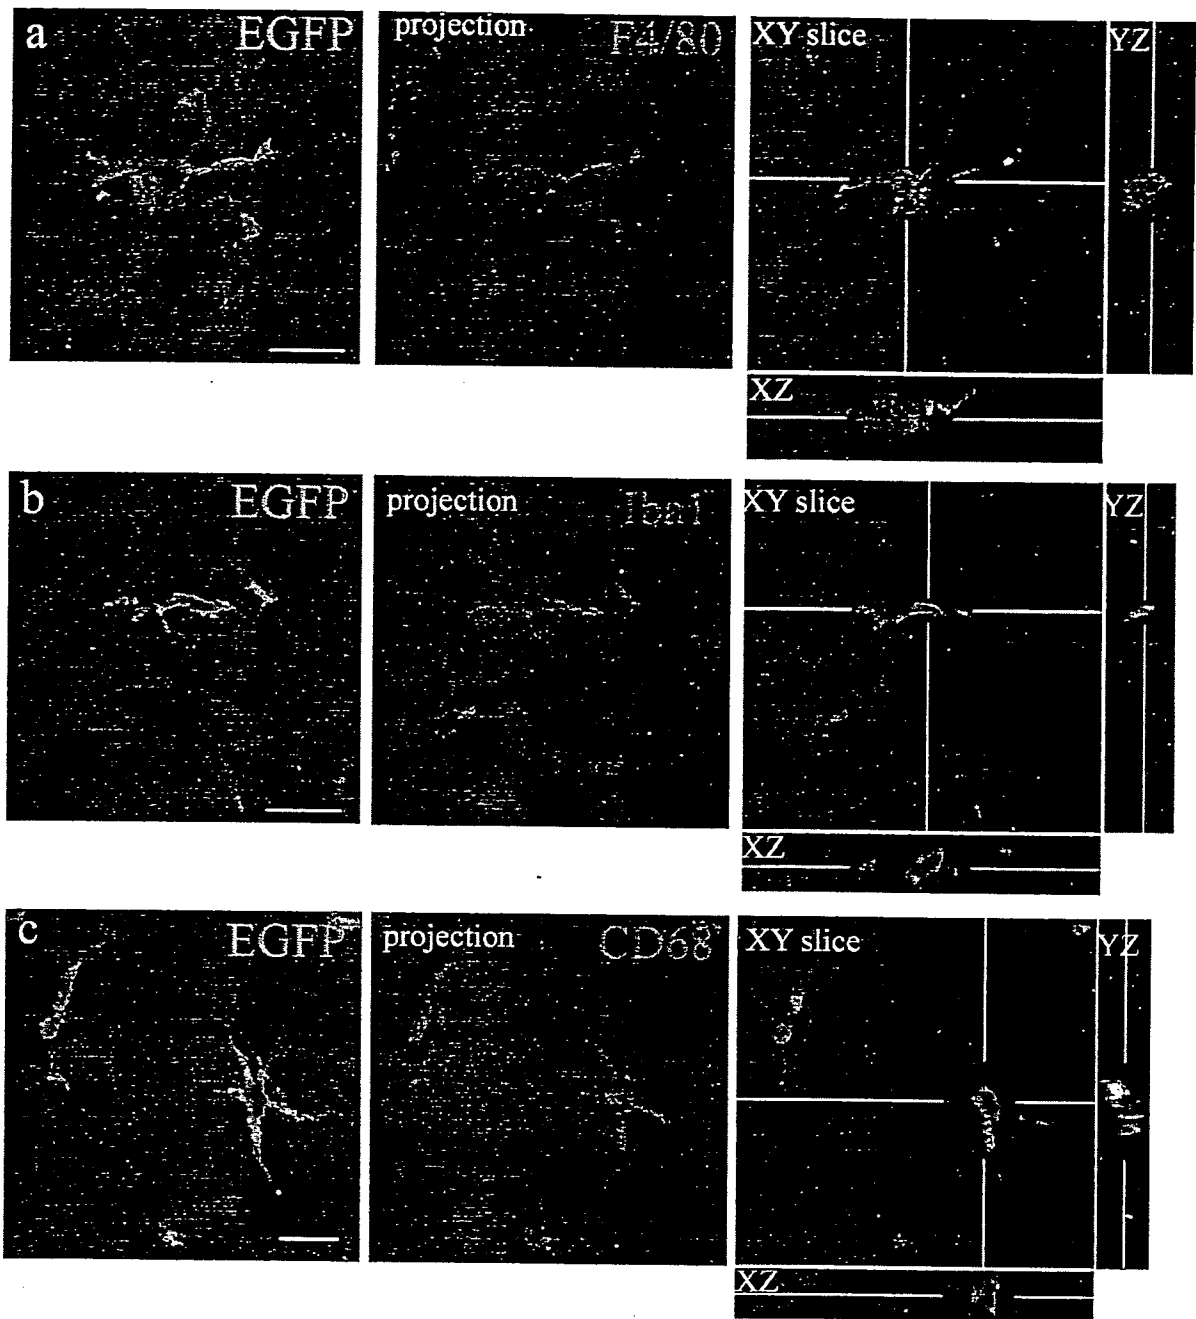 a EGFP
projection F4/80
XY slice
YZ
XZ
b EGFP
projection Iba1
XY slice
YZ
XZ
c EGFP
projection CD68
XY slice
YZ
XZ